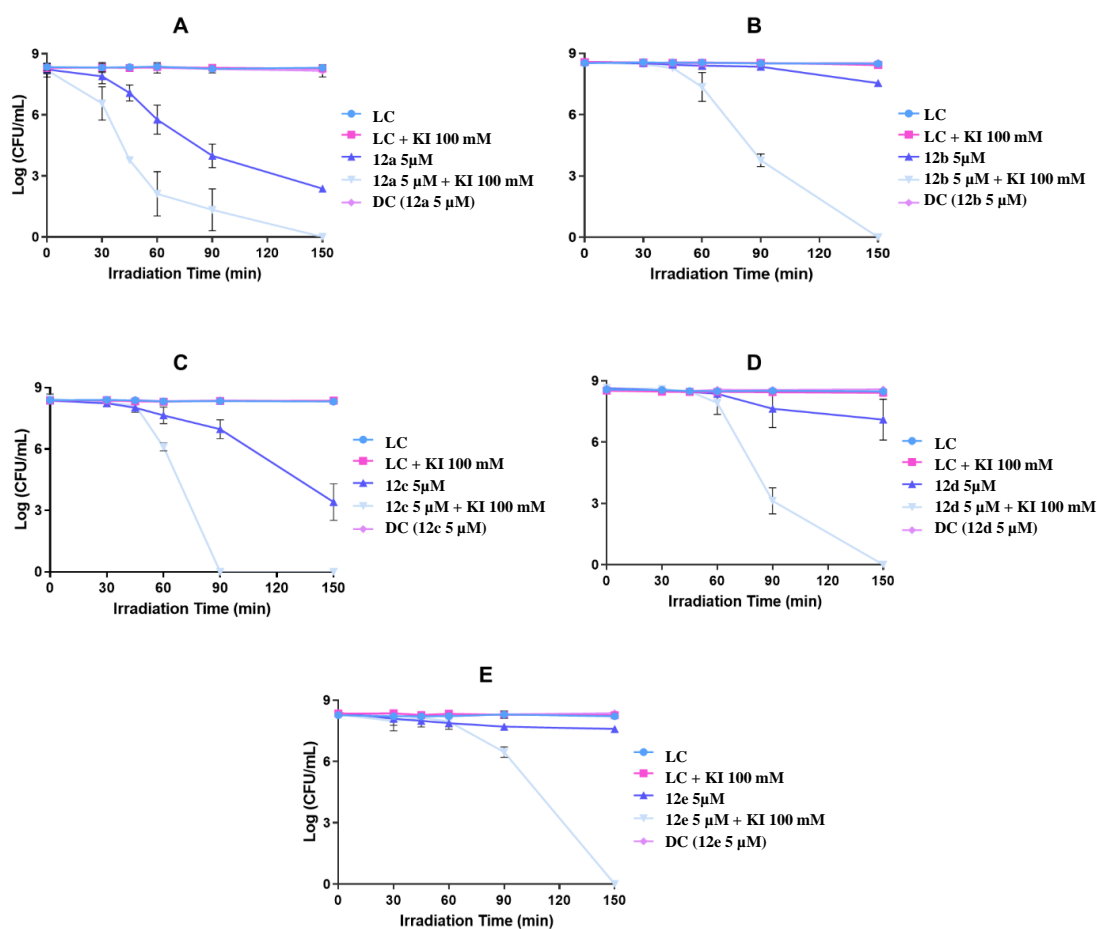 A
Log (CFU/mL)
9
6
3
0
0 30 60 90 120 150
Irradiation Time (min)
LC
LC + KI 100 mM
12a 5μM
12a 5 μM + KI 100 mM
DC (12a 5 μM)
B
9
6
3
0
0 30 60 90 120 150
Irradiation Time (min)
LC
LC + KI 100 mM
12b 5μM
12b 5 μM + KI 100 mM
DC (12b 5 μM)
C
Log (CFU/mL)
9
6
3
0
0 30 60 90 120 150
Irradiation Time (min)
LC
LC + KI 100 mM
12c 5μM
12c 5 μM + KI 100 mM
DC (12c 5 μM)
D
9
6
3
0
0 30 60 90 120 150
Irradiation Time (min)
LC
LC + KI 100 mM
12d 5μM
12d 5 μM + KI 100 mM
DC (12d 5 μM)
E
Log (CFU/mL)
9
6
3
0
0 30 60 90 120 150
Irradiation Time (min)
LC
LC + KI 100 mM
12e 5μM
12e 5 μM + KI 100 mM
DC (12e 5 μM)